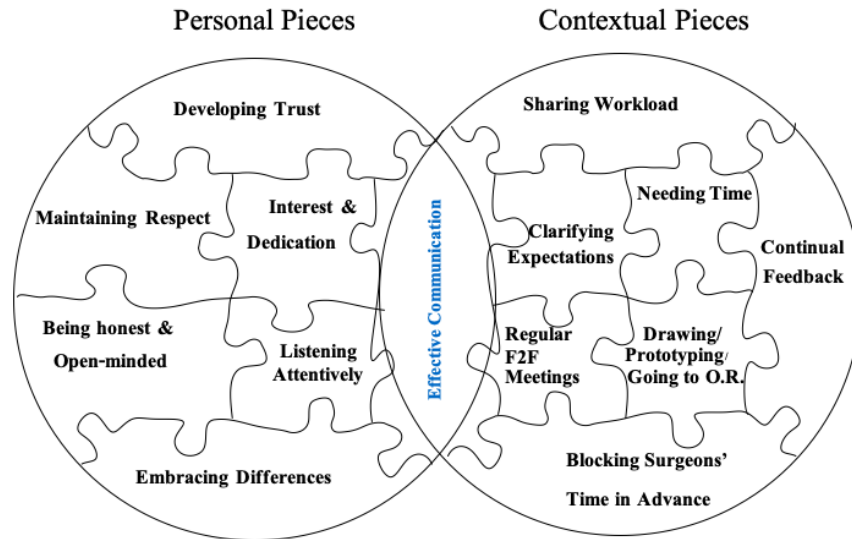 Personal Pieces
Developing Trust
Maintaining Respect
Interest &
Dedication
Being honest &
Open-minded
Listening
Attentively
Embracing Differences
Effective Communication
Contextual Pieces
Sharing Workload
Needing Time
Clarifying
Expectations
Continual
Feedback
Regular
F2F
Meetings
Drawing/
Prototyping/
Going to O.R.
Blocking Surgeons’
Time in Advance